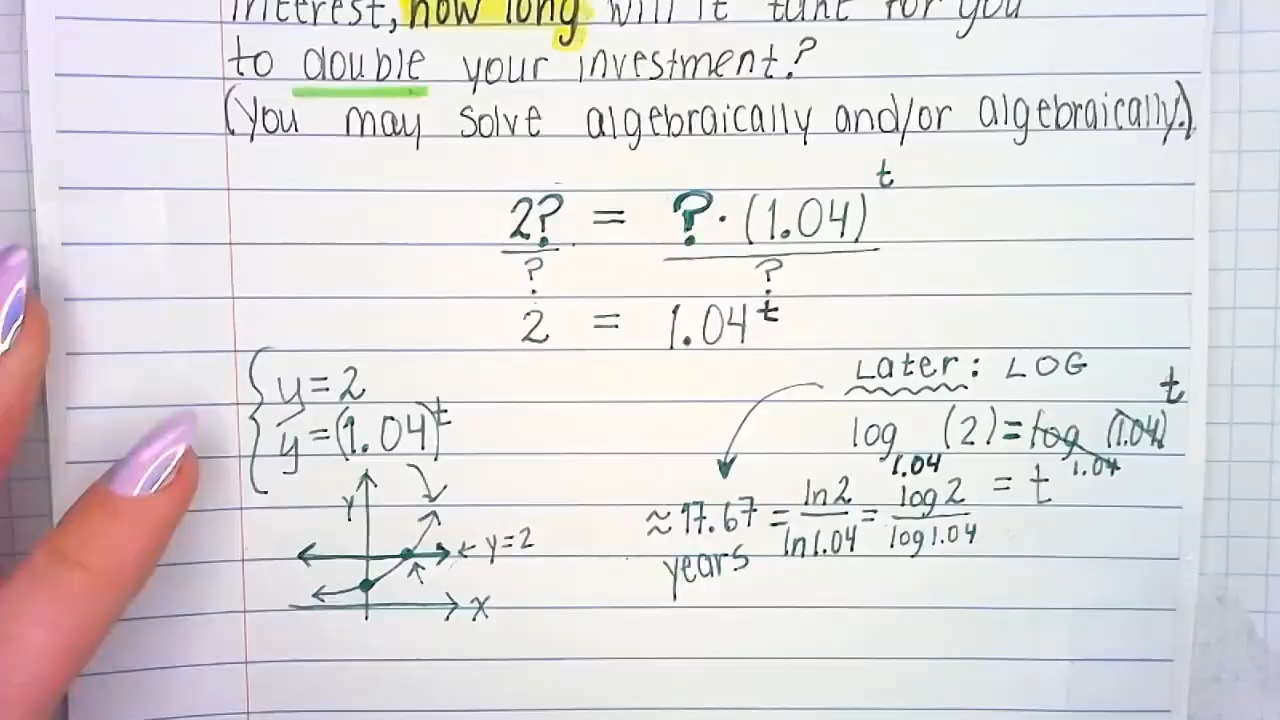 interest, how long will it take for you
to double your investment?
(You may solve algebraically and/or algebraically.)
2? = ? · (1.04)^t
? ?
2 = 1.04^t
{ y = 2
y = (1.04)^t
Later: LOG
log_1.04 (2) = log_1.04 (1.04)^t
≈ 17.67 = ln2/ln1.04 = log2/log1.04 = t
years
y
← y=2
x